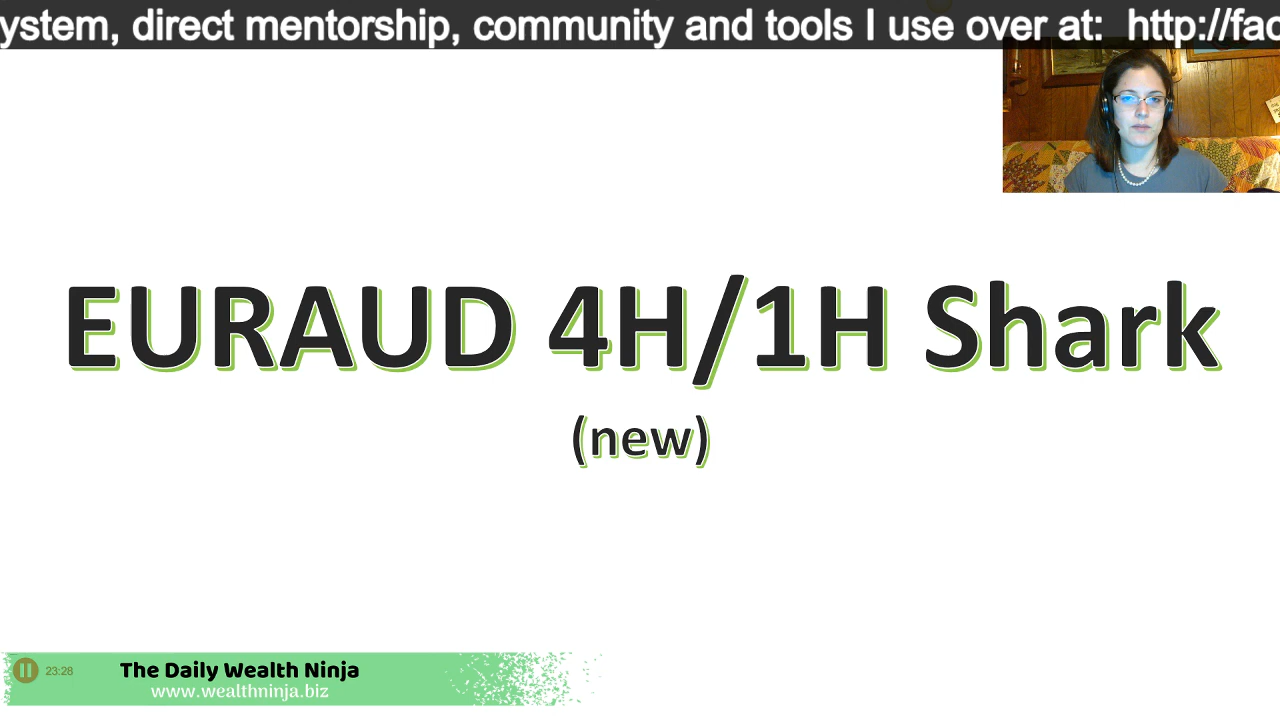 ystem, direct mentorship, community and tools I use over at:  http://fac
EURAUD 4H/1H Shark
(new)
23:28
The Daily Wealth Ninja
www.wealthninja.biz